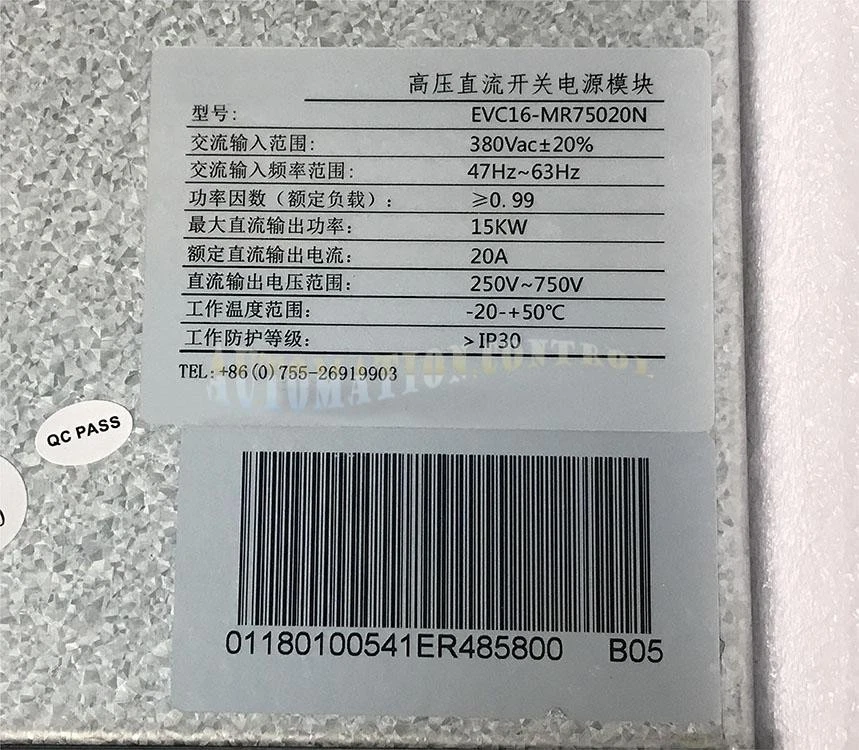 高压直流开关电源模块
型号: EVC16-MR75020N
交流输入范围: 380Vac±20%
交流输入频率范围: 47Hz~63Hz
功率因数（额定负载）: ≥0.99
最大直流输出功率: 15KW
额定直流输出电流: 20A
直流输出电压范围: 250V~750V
工作温度范围: -20-+50℃
工作防护等级: >IP30
TEL:+86(0)755-26919903
AUTOMATION CONTROL
QC PASS
01180100541ER485800 B05